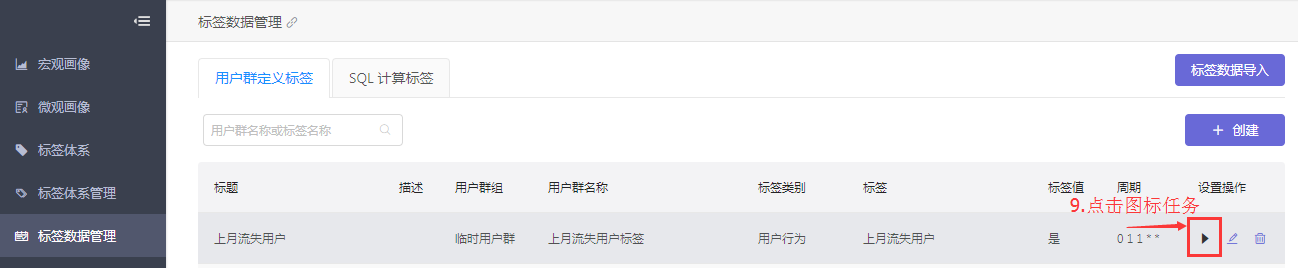 标签数据管理
宏观画像
微观画像
标签体系
标签体系管理
标签数据管理
用户群定义标签
SQL 计算标签
标签数据导入
用户群名称或标签名称
+ 创建
标题 描述 用户群组 用户群名称 标签类别 标签 标签值 周期 设置操作
9.点击图标任务
上月流失用户 临时用户群 上月流失用户标签 用户行为 上月流失用户 是 0 1 1 * *